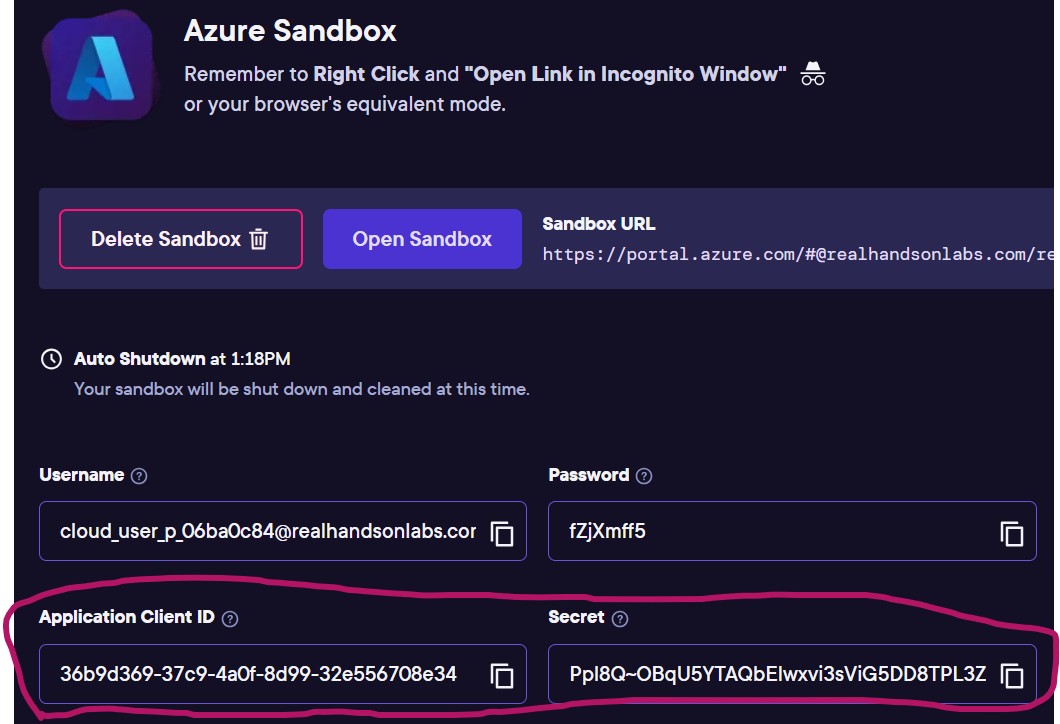 Azure Sandbox
Remember to Right Click and "Open Link in Incognito Window"
or your browser's equivalent mode.
Delete Sandbox
Open Sandbox
Sandbox URL
https://portal.azure.com/#@realhandsonlabs.com/re
Auto Shutdown at 1:18PM
Your sandbox will be shut down and cleaned at this time.
Username ?
Password ?
cloud_user_p_06ba0c84@realhandsonlabs.cor
fZjXmff5
Application Client ID ?
Secret ?
36b9d369-37c9-4a0f-8d99-32e556708e34
Ppl8Q~OBqU5YTAQbElwxvi3sViG5DD8TPL3Z